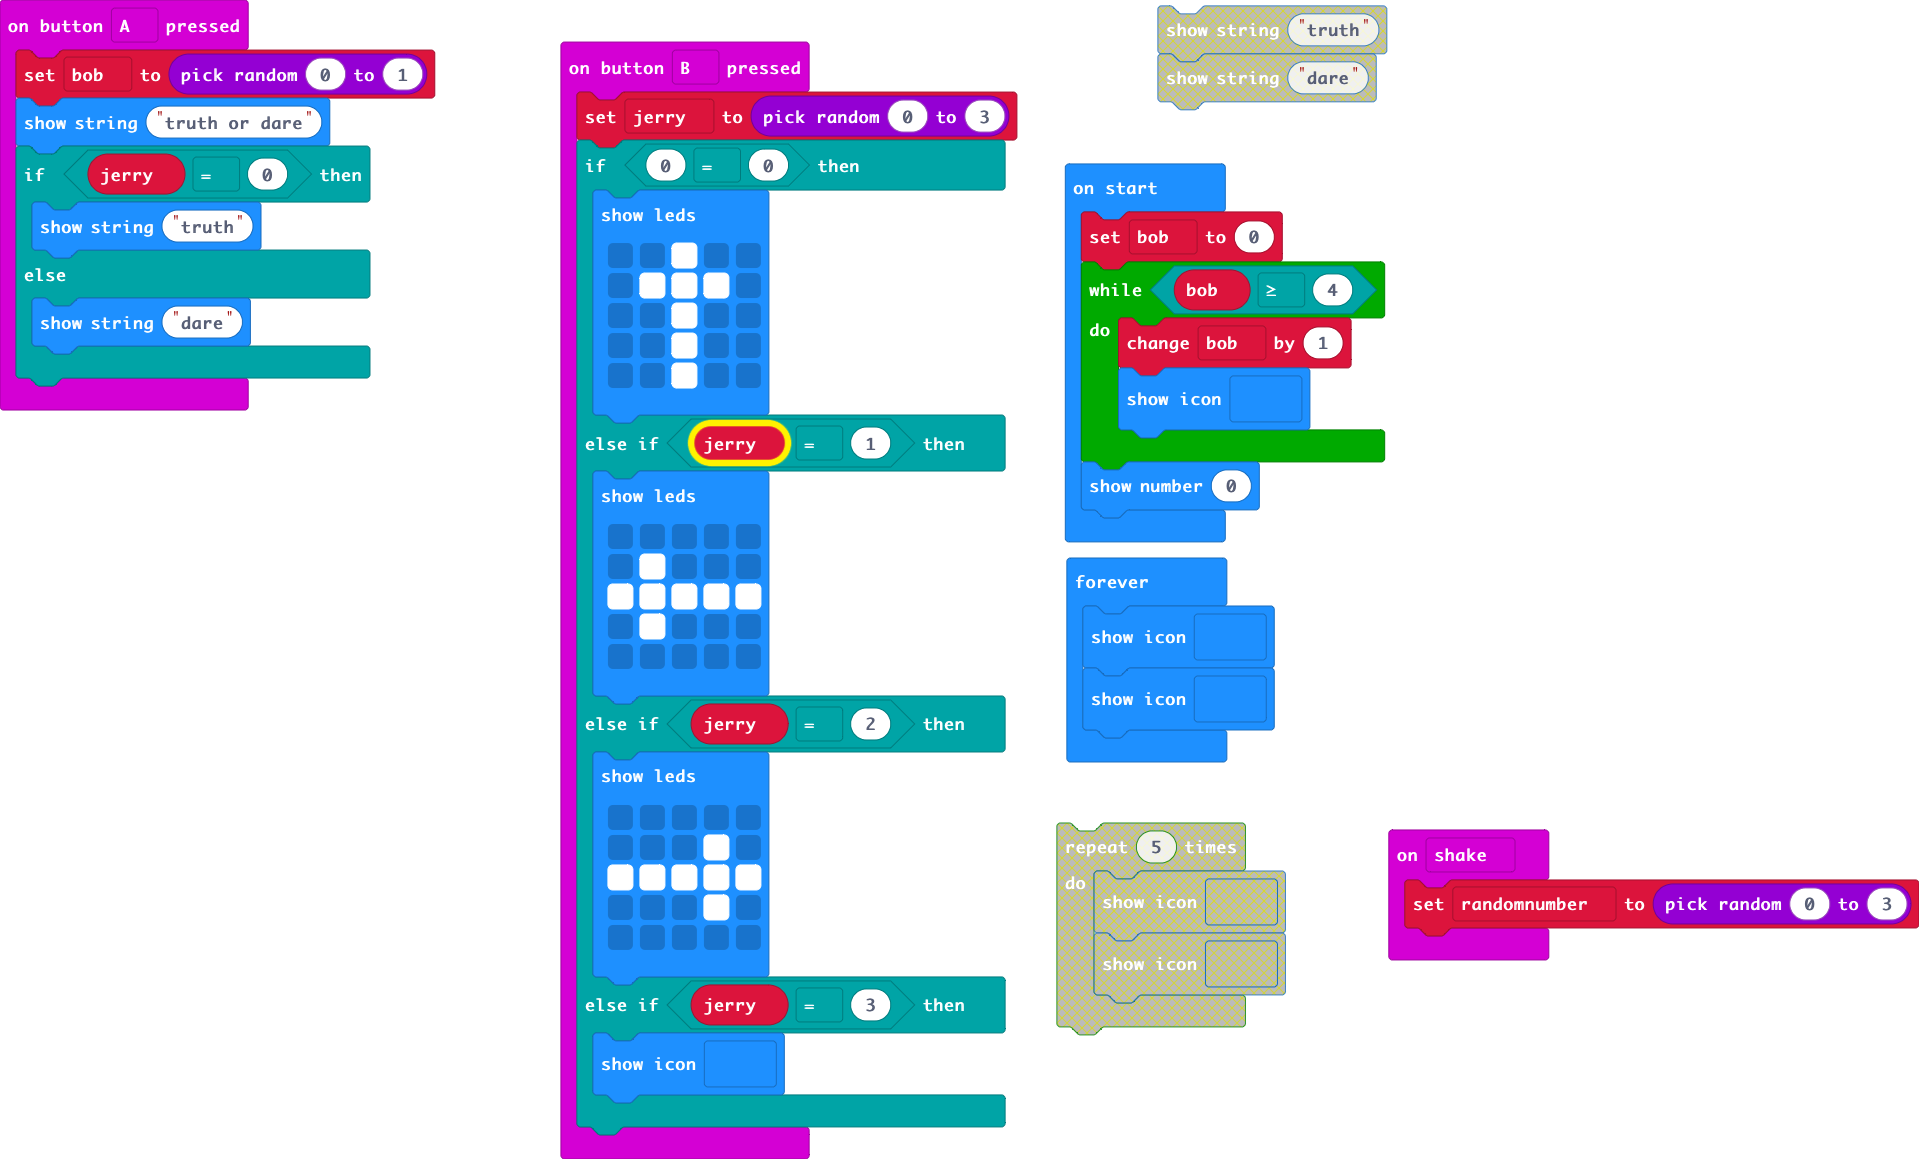 on button A pressed
set bob to pick random 0 to 1
show string "truth or dare"
if jerry = 0 then
show string "truth"
else
show string "dare"
on button B pressed
set jerry to pick random 0 to 3
if 0 = 0 then
show leds
else if jerry = 1 then
show leds
else if jerry = 2 then
show leds
else if jerry = 3 then
show icon
show string "truth"
show string "dare"
on start
set bob to 0
while bob ≥ 4
do
change bob by 1
show icon
show number 0
forever
show icon
show icon
repeat 5 times
do
show icon
show icon
on shake
set randomnumber to pick random 0 to 3